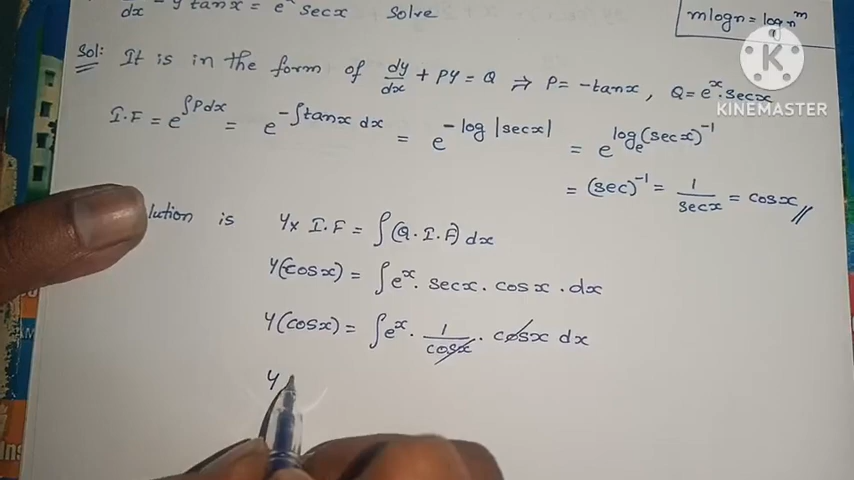 dy/dx - y tanx = e^x secx Solve
mlogn = log n^m
Sol: It is in the form of dy/dx + Py = Q ⇒ P = -tanx, Q = e^x.secx
KINEMASTER
I.F = e^∫Pdx = e^-∫tanx dx = e^-log|secx| = e^log_e(secx)^-1
= (sec)^-1 = 1/secx = cosx //
lution is y× I.F = ∫(Q.I.F) dx
y(cosx) = ∫e^x. secx. cosx . dx
y(cosx) = ∫e^x. 1/cosx . cosx dx
y